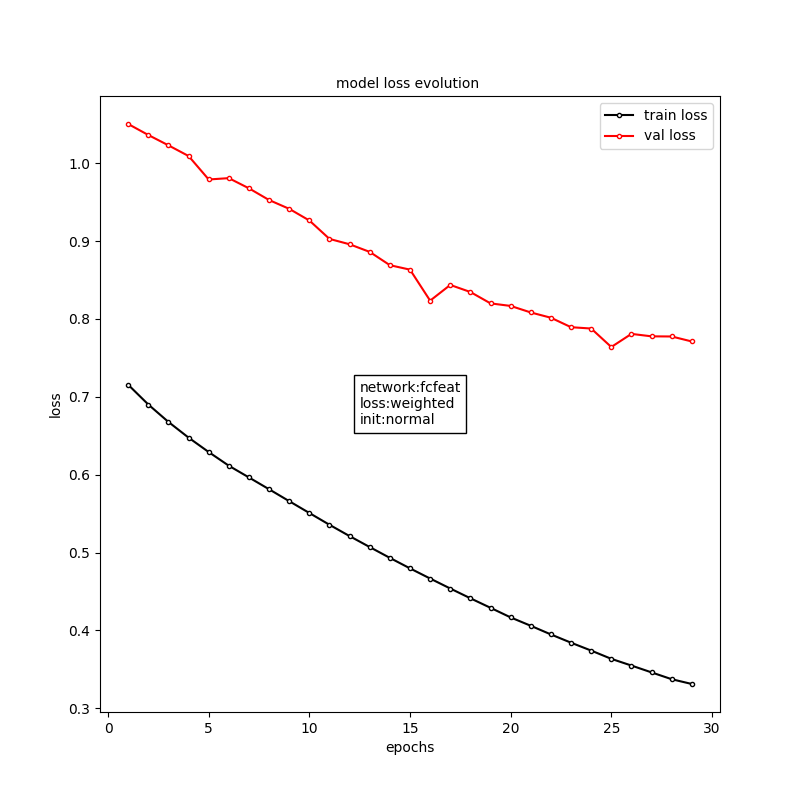 model loss evolution
train loss
val loss
1.0
0.9
0.8
0.7
0.6
0.5
0.4
0.3
loss
network:fcfeat
loss:weighted
init:normal
0 5 10 15 20 25 30
epochs